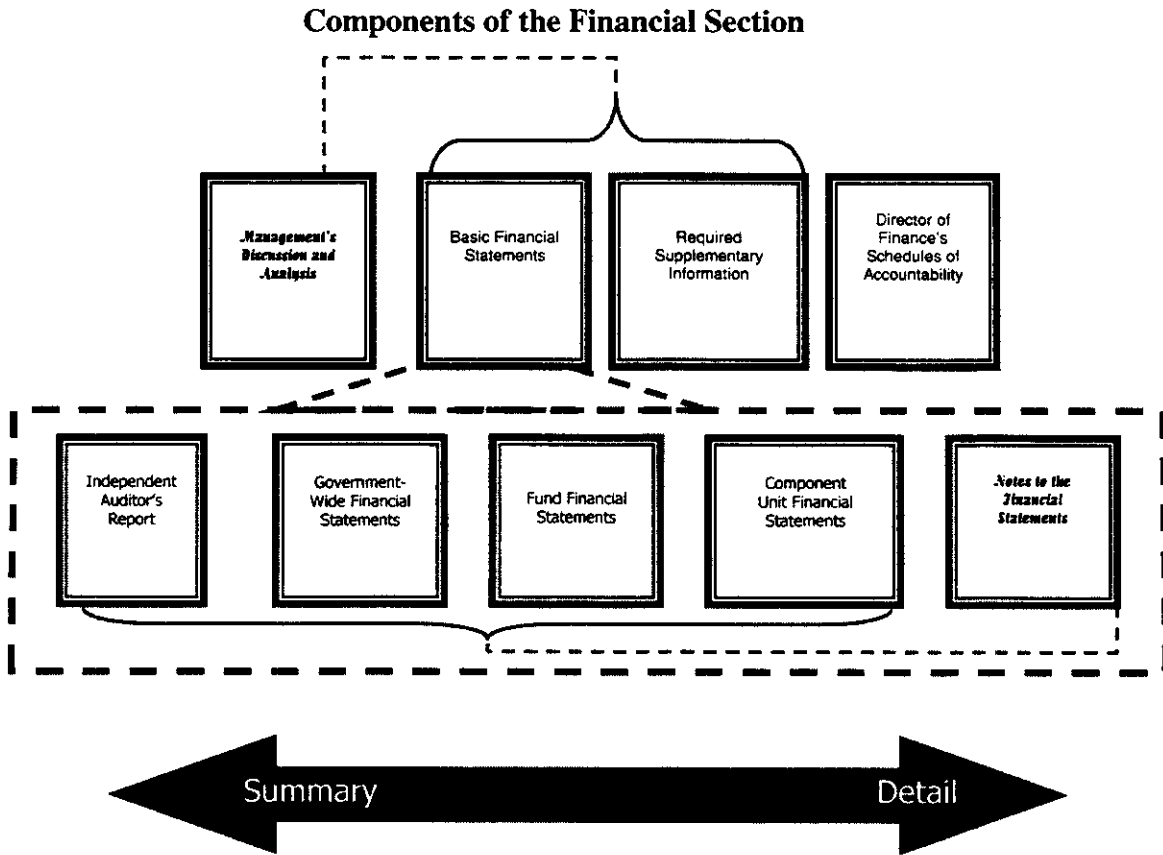 Components of the Financial Section
Management's
Discussion and
Analysis
Basic Financial
Statements
Required
Supplementary
Information
Director of
Finance's
Schedules of
Accountability
Independent
Auditor's
Report
Government-
Wide Financial
Statements
Fund Financial
Statements
Component
Unit Financial
Statements
Notes to the
Financial
Statements
Summary
Detail